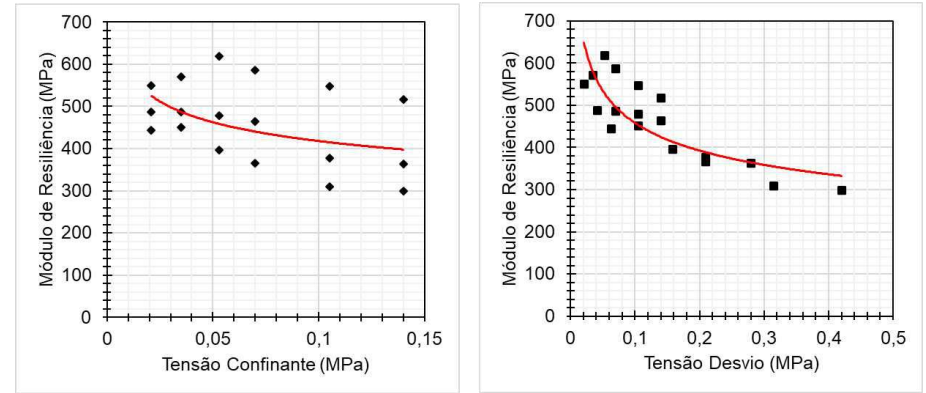 700
600
500
400
300
200
100
0
Módulo de Resiliência (MPa)
0 0,05 0,1 0,15
Tensão Confinante (MPa)
700
600
500
400
300
200
100
0
Módulo de Resiliência (MPa)
0 0,1 0,2 0,3 0,4 0,5
Tensão Desvio (MPa)